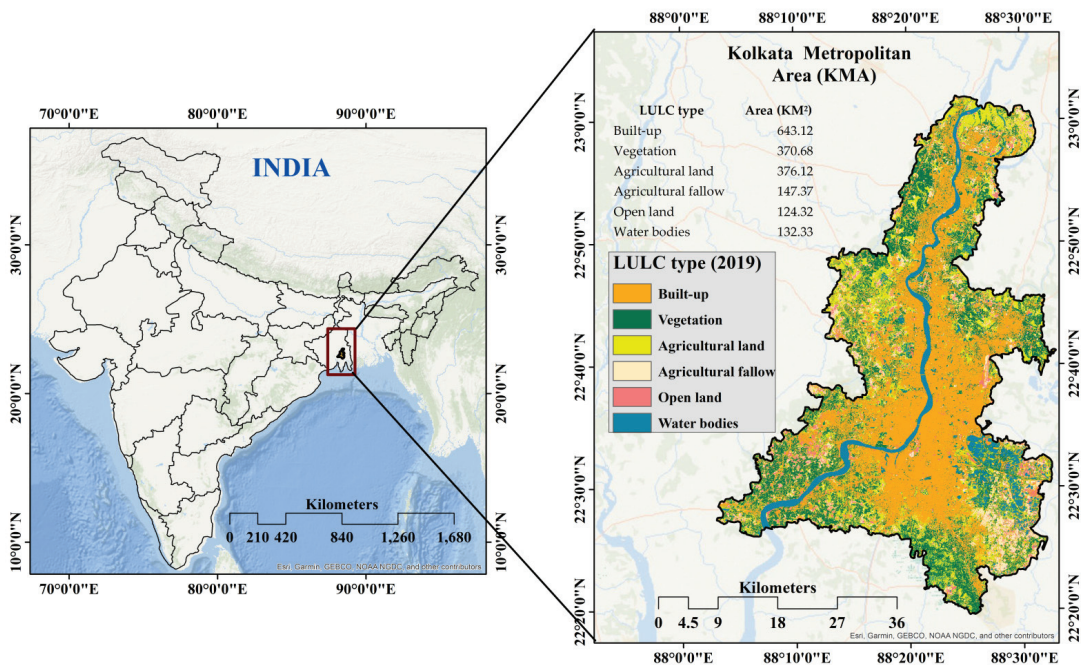 70°0'0"E 80°0'0"E 90°0'0"E
INDIA
30°0'0"N
20°0'0"N
10°0'0"N
30°0'0"N
20°0'0"N
10°0'0"N
Kilometers
0 210 420 840 1,260 1,680
Esri, Garmin, GEBCO, NOAA NGDC, and other contributors
70°0'0"E 80°0'0"E 90°0'0"E
88°0'0"E 88°10'0"E 88°20'0"E 88°30'0"E
Kolkata Metropolitan
Area (KMA)
LULC type Area (KM²)
Built-up 643.12
Vegetation 370.68
Agricultural land 376.12
Agricultural fallow 147.37
Open land 124.32
Water bodies 132.33
LULC type (2019)
Built-up
Vegetation
Agricultural land
Agricultural fallow
Open land
Water bodies
23°0'0"N
22°50'0"N
22°40'0"N
22°30'0"N
22°20'0"N
23°0'0"N
22°50'0"N
22°40'0"N
22°30'0"N
22°20'0"N
Kilometers
0 4.5 9 18 27 36
Esri, Garmin, GEBCO, NOAA NGDC, and other contributors
88°0'0"E 88°10'0"E 88°20'0"E 88°30'0"E